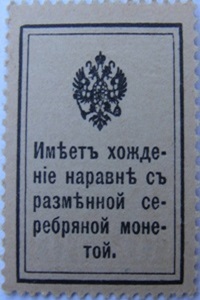 Имѣетъ хожде-
ніе наравнѣ съ
размѣнной се-
ребряной моне-
той.